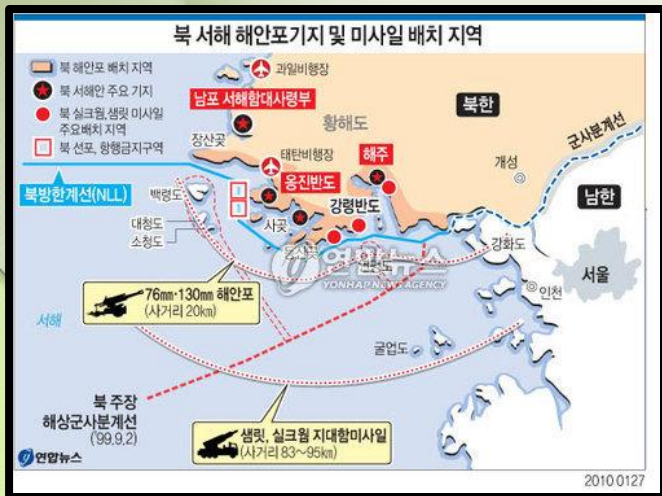 북 서해 해안포기지 및 미사일 배치 지역
북 해안포 배치 지역
북 서해안 주요 기지
북 실크웜,샘릿 미사일
주요배치 지역
북 선포, 항행금지구역
과일비행장
남포 서해함대사령부
황해도
북한
장산곶
태탄비행장
해주
군사분계선
개성
북방한계선(NLL)
옹진반도
남한
백령도
강령반도
대청도
사곶
소청도
강화도
서울
연합뉴스
YONHAP NEWS AGENCY
인천
76mm·130mm 해안포
(사거리 20km)
서해
굴업도
북 주장
해상군사분계선
('99.9.2)
샘릿, 실크웜 지대함미사일
(사거리 83~95km)
연합뉴스
2010 0127